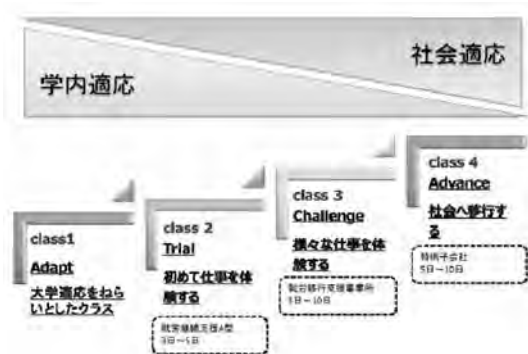 社会適応
学内適応
class1
Adapt
大学適応をねら
いとしたクラス
class 2
Trial
初めて仕事を体
験する
就労継続支援A型
3日～5日
class 3
Challenge
様々な仕事を体
験する
就労移行支援事業所
5日～10日
class 4
Advance
社会へ移行す
る
特例子会社
5日～10日